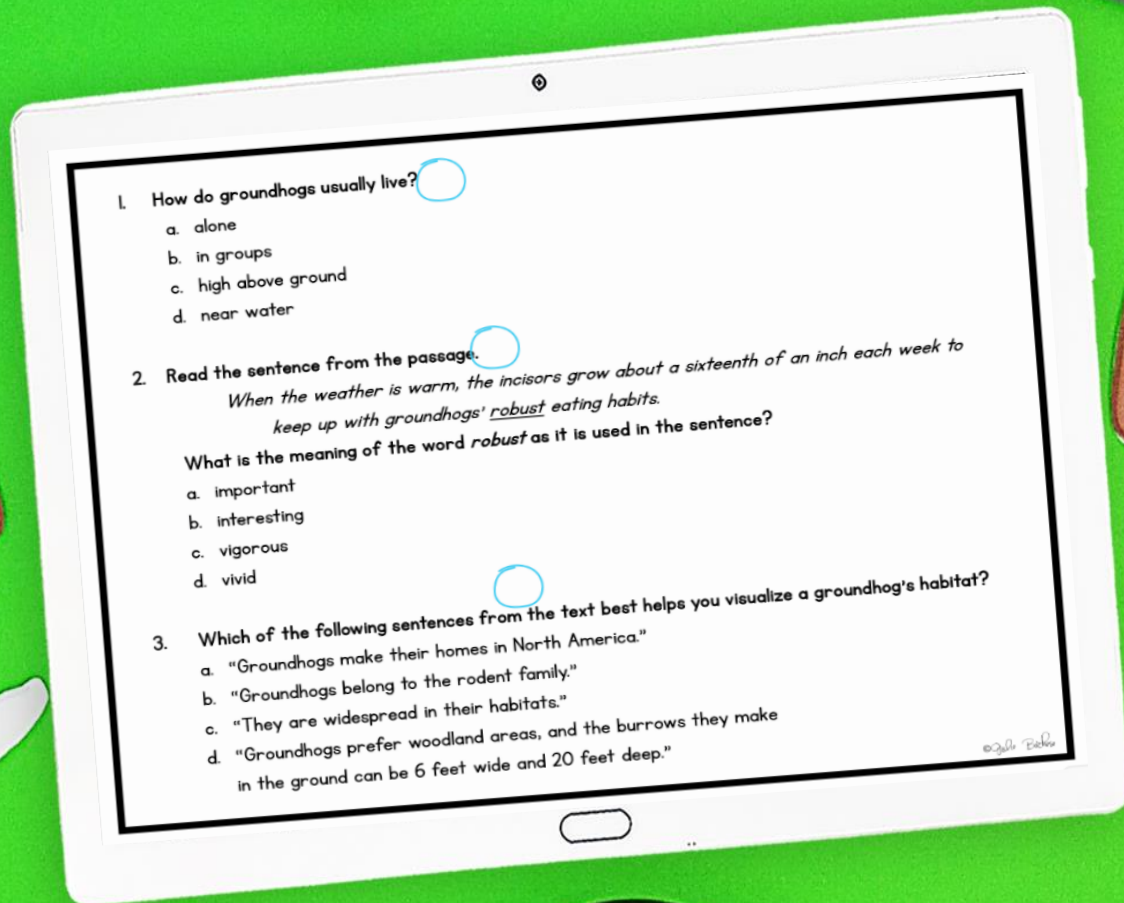 1. How do groundhogs usually live?
a. alone
b. in groups
c. high above ground
d. near water
2. Read the sentence from the passage.
When the weather is warm, the incisors grow about a sixteenth of an inch each week to
keep up with groundhogs' robust eating habits.
What is the meaning of the word robust as it is used in the sentence?
a. important
b. interesting
c. vigorous
d. vivid
3. Which of the following sentences from the text best helps you visualize a groundhog's habitat?
a. "Groundhogs make their homes in North America."
b. "Groundhogs belong to the rodent family."
c. "They are widespread in their habitats."
d. "Groundhogs prefer woodland areas, and the burrows they make
in the ground can be 6 feet wide and 20 feet deep."